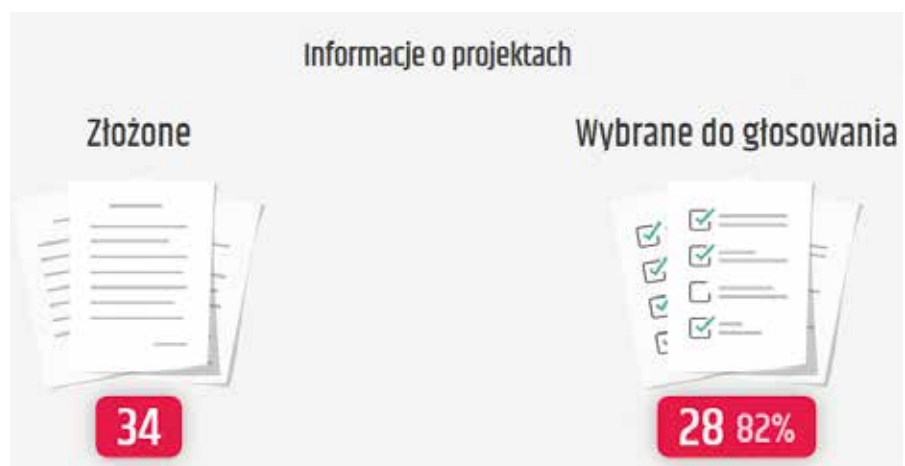 Informacje o projektach
Złożone
Wybrane do głosowania
34
28 82%